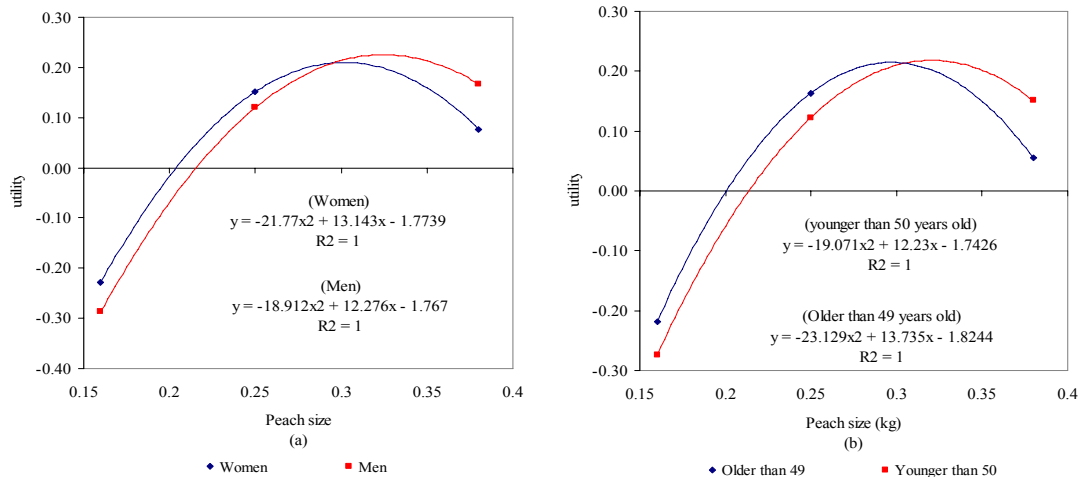 0.30
0.20
0.10
0.00
-0.10
-0.20
-0.30
-0.40
utility
(Women)
y = -21.77x2 + 13.143x - 1.7739
R2 = 1
(Men)
y = -18.912x2 + 12.276x - 1.767
R2 = 1
0.15 0.2 0.25 0.3 0.35 0.4
Peach size
(a)
Women Men
0.30
0.20
0.10
0.00
-0.10
-0.20
-0.30
utility
(younger than 50 years old)
y = -19.071x2 + 12.23x - 1.7426
R2 = 1
(Older than 49 years old)
y = -23.129x2 + 13.735x - 1.8244
R2 = 1
0.15 0.2 0.25 0.3 0.35 0.4
Peach size (kg)
(b)
Older than 49 Younger than 50